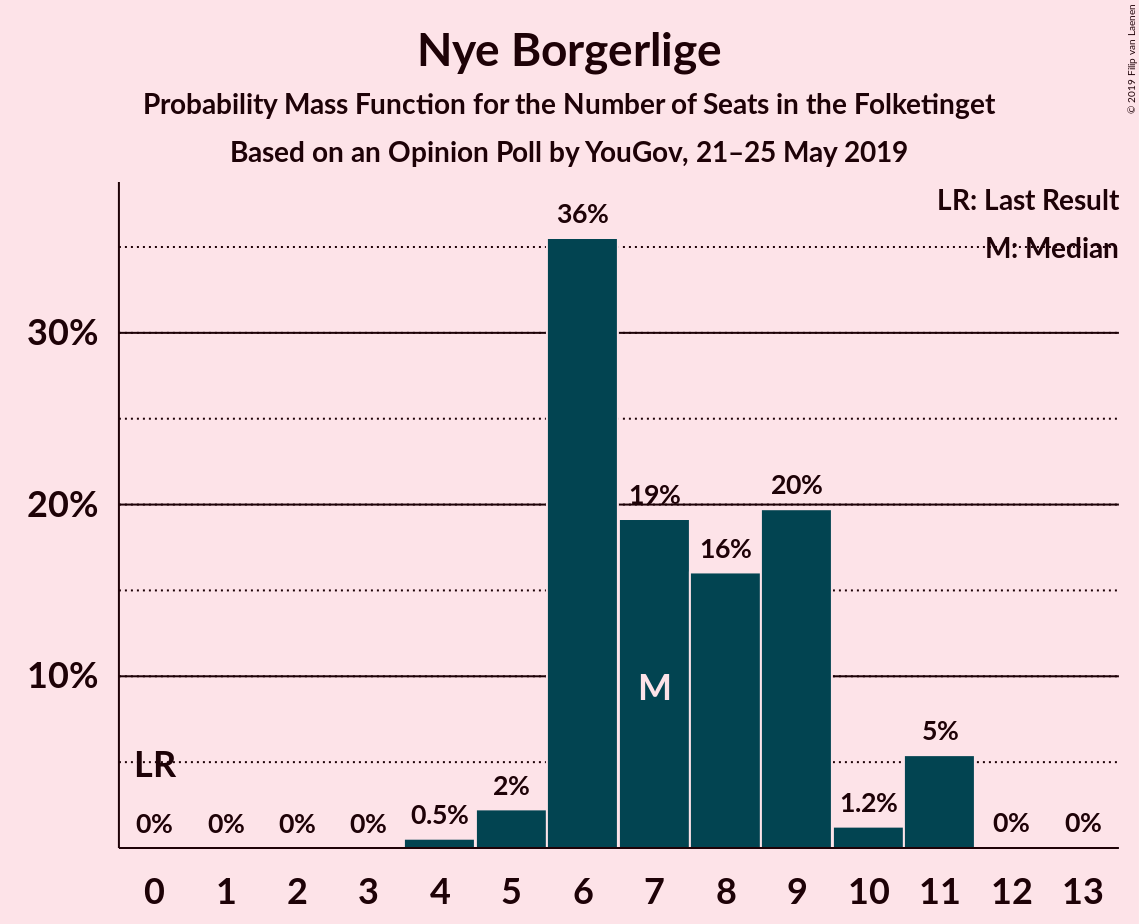 Nye Borgerlige
Probability Mass Function for the Number of Seats in the Folketinget
Based on an Opinion Poll by YouGov, 21–25 May 2019
© 2019 Filip van Laenen
LR: Last Result
M: Median
36%
30%
20%
19%
20%
16%
10%
M
5%
LR
2%
0% 0% 0% 0% 0.5% 1.2% 0% 0%
0 1 2 3 4 5 6 7 8 9 10 11 12 13